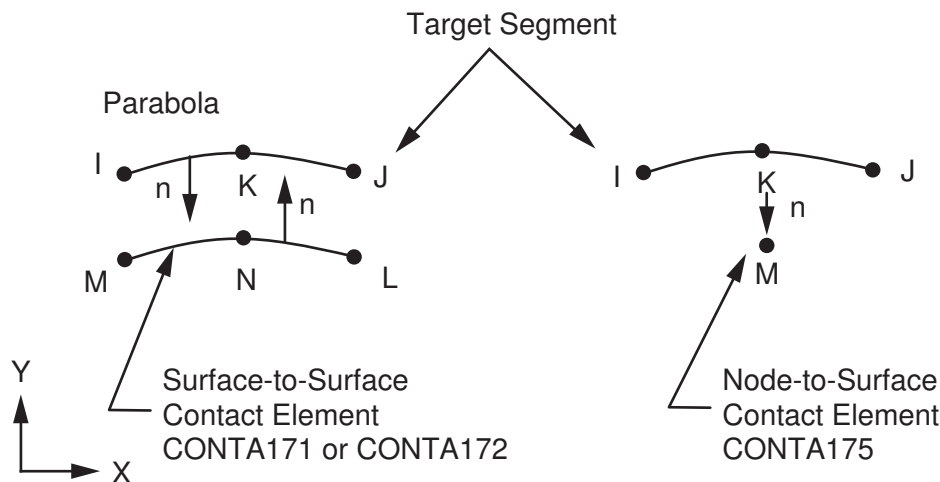 Target Segment
Parabola
I
K
J
n
n
M
N
L
I
K
J
n
M
Surface-to-Surface
Contact Element
CONTA171 or CONTA172
Node-to-Surface
Contact Element
CONTA175
Y
X